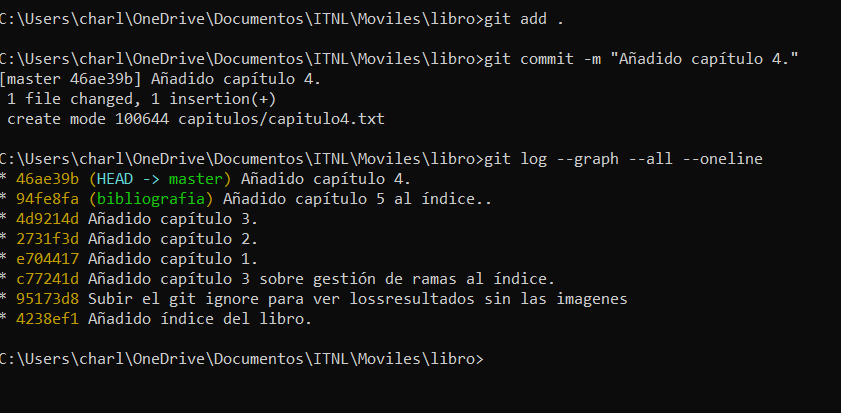 C:\Users\charl\OneDrive\Documentos\ITNL\Moviles\libro>git add .
C:\Users\charl\OneDrive\Documentos\ITNL\Moviles\libro>git commit -m "Añadido capítulo 4."
[master 46ae39b] Añadido capítulo 4.
 1 file changed, 1 insertion(+)
 create mode 100644 capitulos/capitulo4.txt
C:\Users\charl\OneDrive\Documentos\ITNL\Moviles\libro>git log --graph --all --oneline
* 46ae39b (HEAD -> master) Añadido capítulo 4.
* 94fe8fa (bibliografia) Añadido capítulo 5 al índice..
* 4d9214d Añadido capítulo 3.
* 2731f3d Añadido capítulo 2.
* e704417 Añadido capítulo 1.
* c77241d Añadido capítulo 3 sobre gestión de ramas al índice.
* 95173d8 Subir el git ignore para ver lossresultados sin las imagenes
* 4238ef1 Añadido índice del libro.
C:\Users\charl\OneDrive\Documentos\ITNL\Moviles\libro>